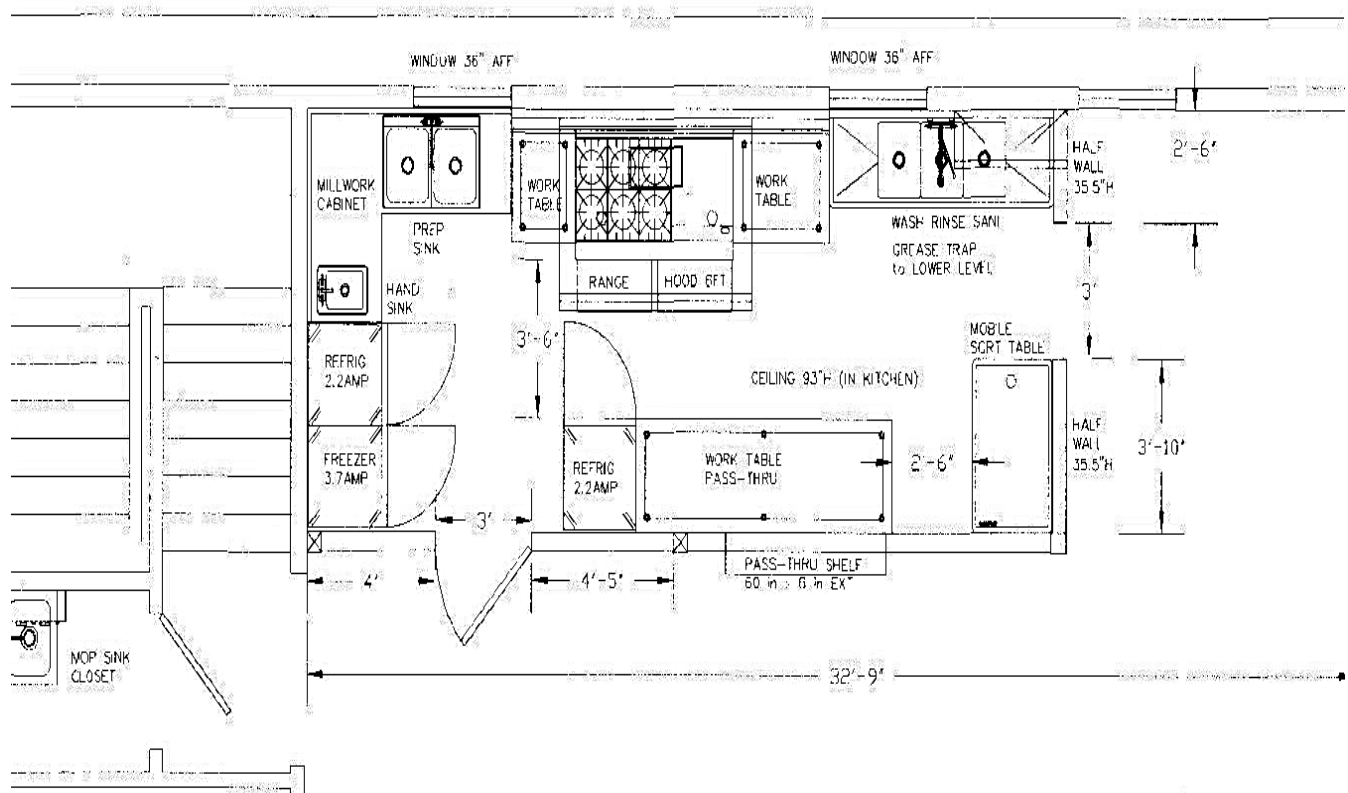 WINDOW 36" AFF
WINDOW 36" AFF
MILLWORK
CABINET
PREP
SINK
WORK
TABLE
WORK
TABLE
WASH RINSE SANI
GREASE TRAP
to LOWER LEVEL
HALF
WALL
35.5"H
2'-6"
HAND
SINK
RANGE
HOOD 6FT
3'
3'-6"
REFRIG
2.2AMP
CEILING 93"H (IN KITCHEN)
MOBILE
SORT TABLE
FREEZER
3.7AMP
REFRIG
2.2AMP
WORK TABLE
PASS-THRU
2'-6"
HALF
WALL
35.5"H
3'-10"
3'
4'
4'-5"
PASS-THRU SHELF
60 in x 6 in EXT
MOP SINK
CLOSET
32'-9"